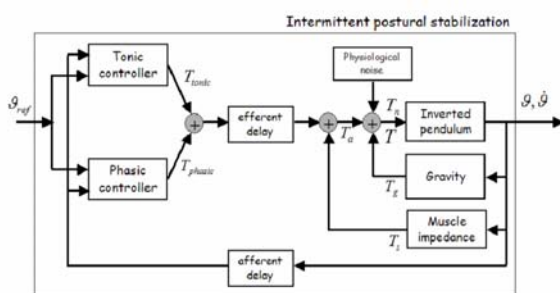 Intermittent postural stabilization
Tonic
controller
T_tonic
Physiological
noise
ϑ_ref
efferent
delay
T_a
T_n
T
Inverted
pendulum
ϑ, ϑ̇
Phasic
controller
T_phasic
T_g
Gravity
T_s
Muscle
impedance
afferent
delay